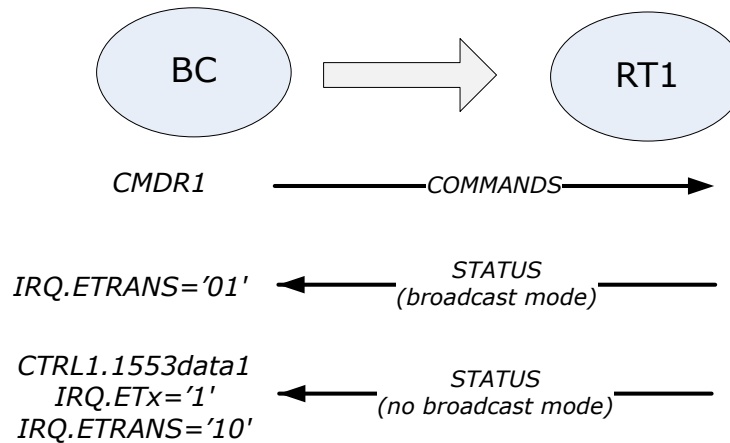 BC
RT1
CMDR1
COMMANDS
IRQ.ETRANS='01'
STATUS
(broadcast mode)
CTRL1.1553data1
IRQ.ETx='1'
IRQ.ETRANS='10'
STATUS
(no broadcast mode)